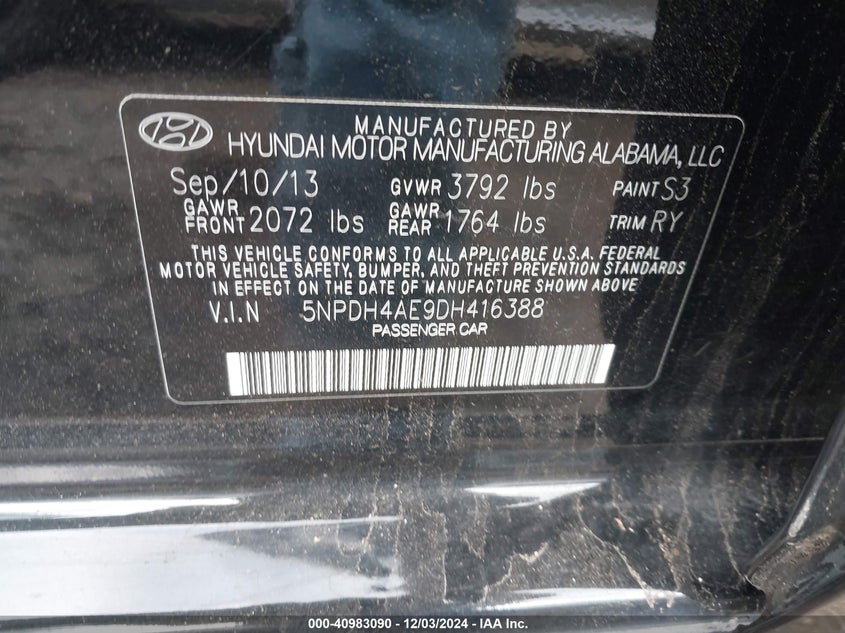 MANUFACTURED BY
HYUNDAI MOTOR MANUFACTURING ALABAMA, LLC
Sep/10/13 GVWR 3792 lbs PAINT S3
GAWR FRONT 2072 lbs GAWR REAR 1764 lbs TRIM RY
THIS VEHICLE CONFORMS TO ALL APPLICABLE U.S.A. FEDERAL
MOTOR VEHICLE SAFETY, BUMPER, AND THEFT PREVENTION STANDARDS
IN EFFECT ON THE DATE OF MANUFACTURE SHOWN ABOVE
V.I.N 5NPDH4AE9DH416388
PASSENGER CAR
000-40983090 - 12/03/2024 - IAA Inc.